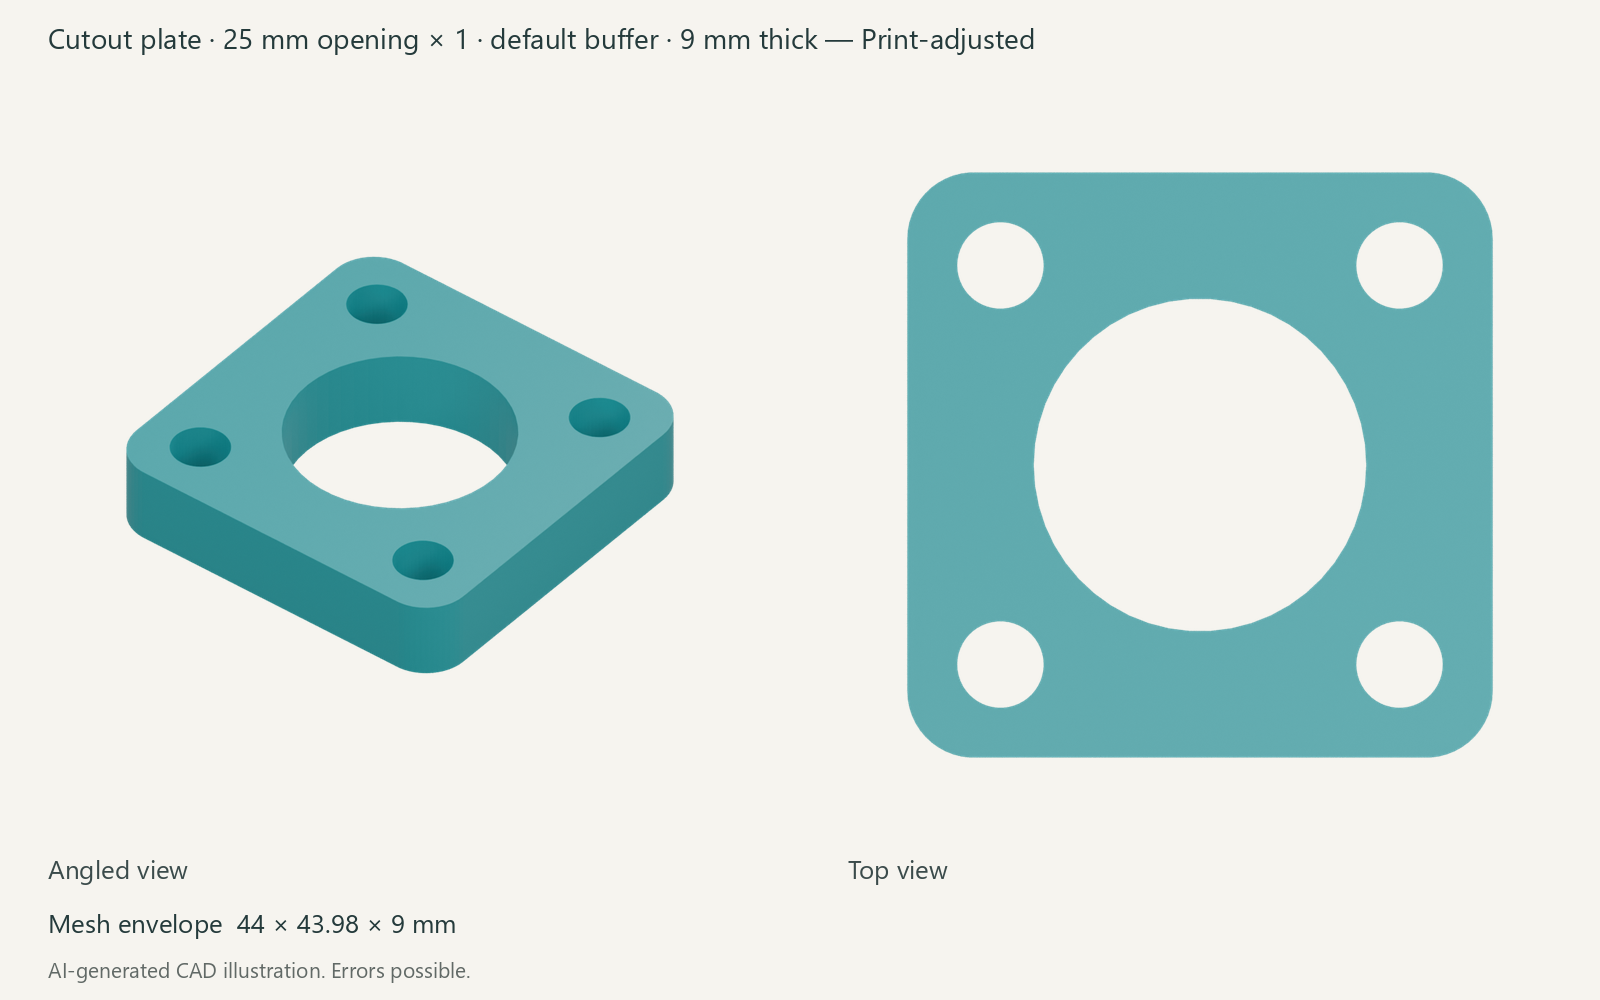 Cutout plate · 25 mm opening × 1 · default buffer · 9 mm thick — Print-adjusted
Angled view
Top view
Mesh envelope 44 × 43.98 × 9 mm
AI-generated CAD illustration. Errors possible.